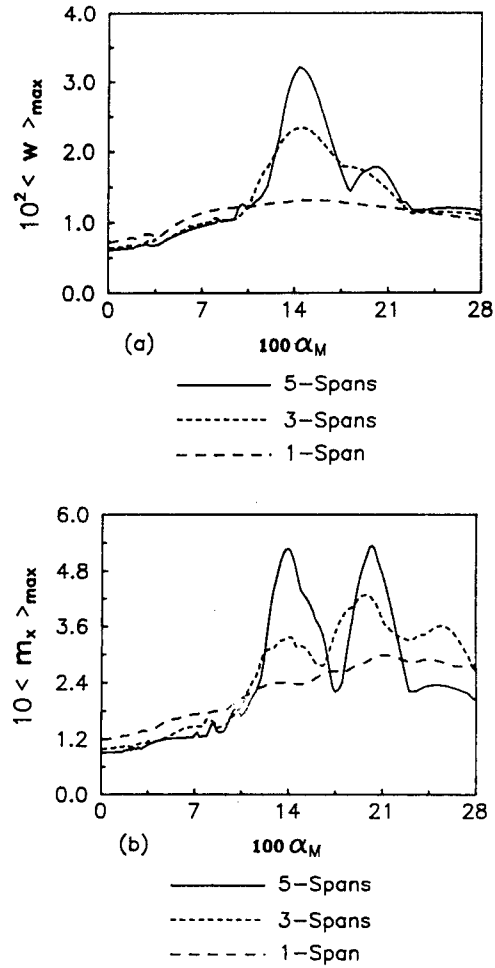 4.0
3.0
2.0
1.0
0.0
10² < w >max
0 7 14 21 28
(a) 100 αM
5-Spans
3-Spans
1-Span
6.0
4.8
3.6
2.4
1.2
0.0
10 < mx >max
0 7 14 21 28
(b) 100 αM
5-Spans
3-Spans
1-Span